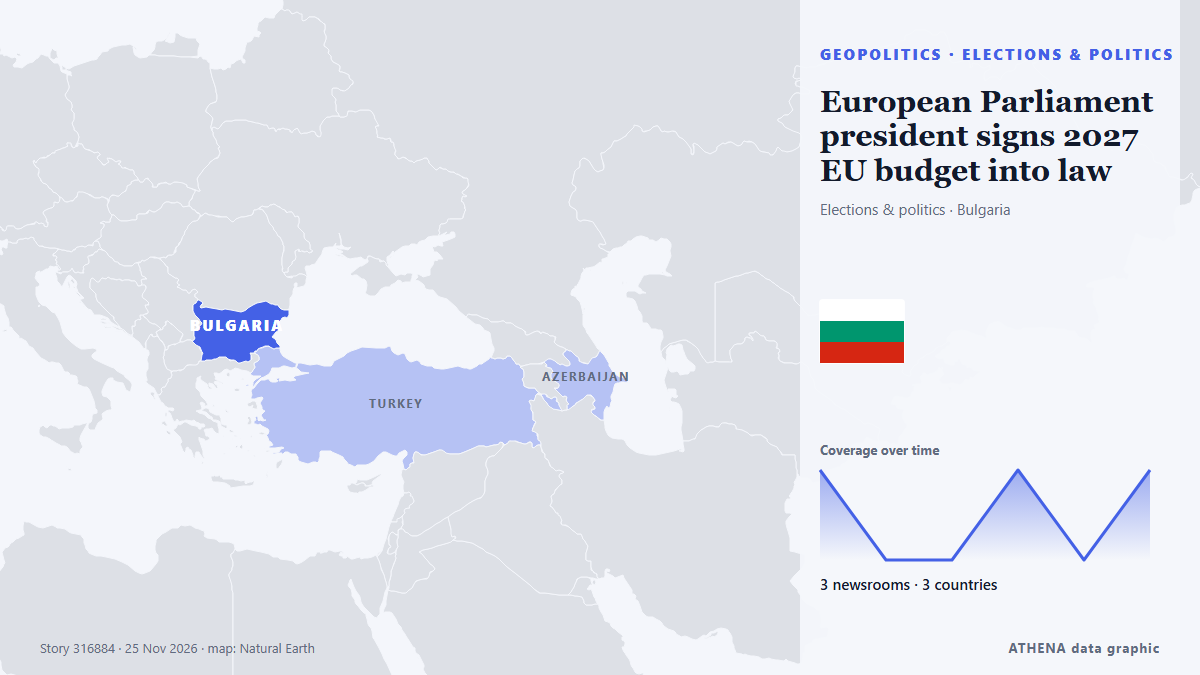 GEOPOLITICS · ELECTIONS & POLITICS
European Parliament
president signs 2027
EU budget into law
Elections & politics · Bulgaria
BULGARIA
AZERBAIJAN
TURKEY
Coverage over time
3 newsrooms · 3 countries
Story 316884 · 25 Nov 2026 · map: Natural Earth
ATHENA data graphic